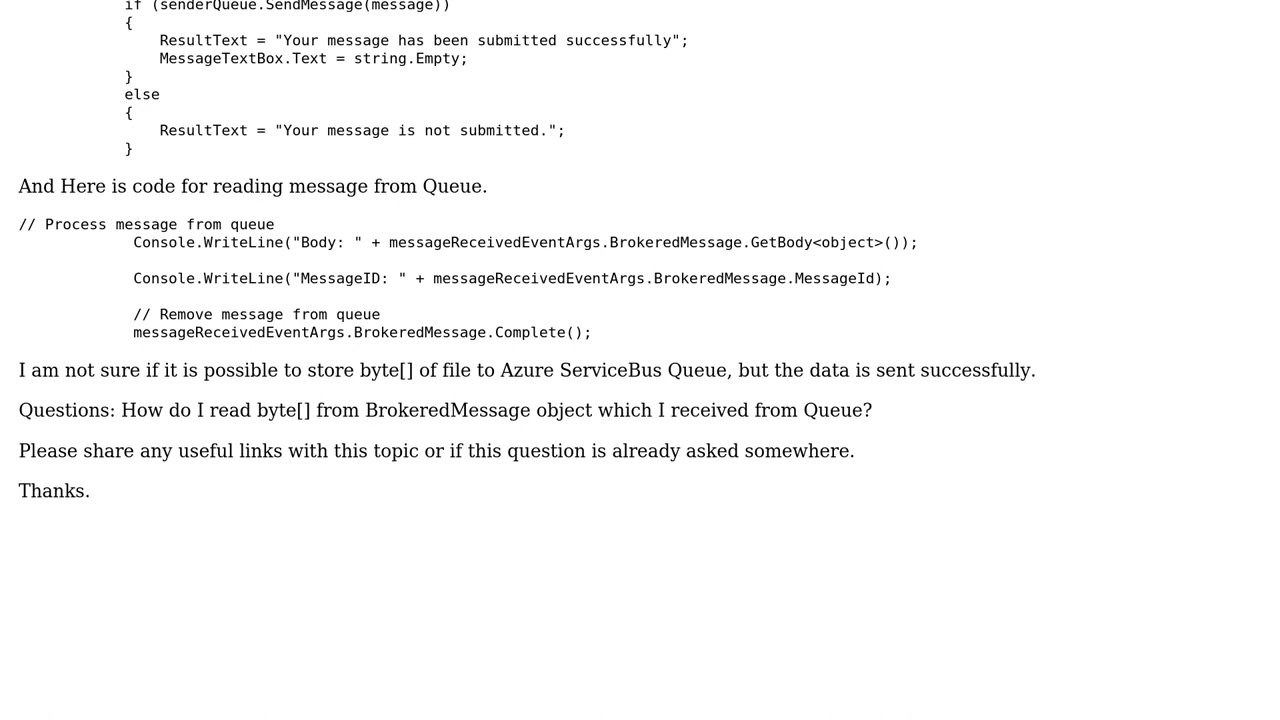 if (senderQueue.SendMessage(message))
{
ResultText = "Your message has been submitted successfully";
MessageTextBox.Text = string.Empty;
}
else
{
ResultText = "Your message is not submitted.";
}
And Here is code for reading message from Queue.
// Process message from queue
Console.WriteLine("Body: " + messageReceivedEventArgs.BrokeredMessage.GetBody<object>());
Console.WriteLine("MessageID: " + messageReceivedEventArgs.BrokeredMessage.MessageId);
// Remove message from queue
messageReceivedEventArgs.BrokeredMessage.Complete();
I am not sure if it is possible to store byte[] of file to Azure ServiceBus Queue, but the data is sent successfully.
Questions: How do I read byte[] from BrokeredMessage object which I received from Queue?
Please share any useful links with this topic or if this question is already asked somewhere.
Thanks.